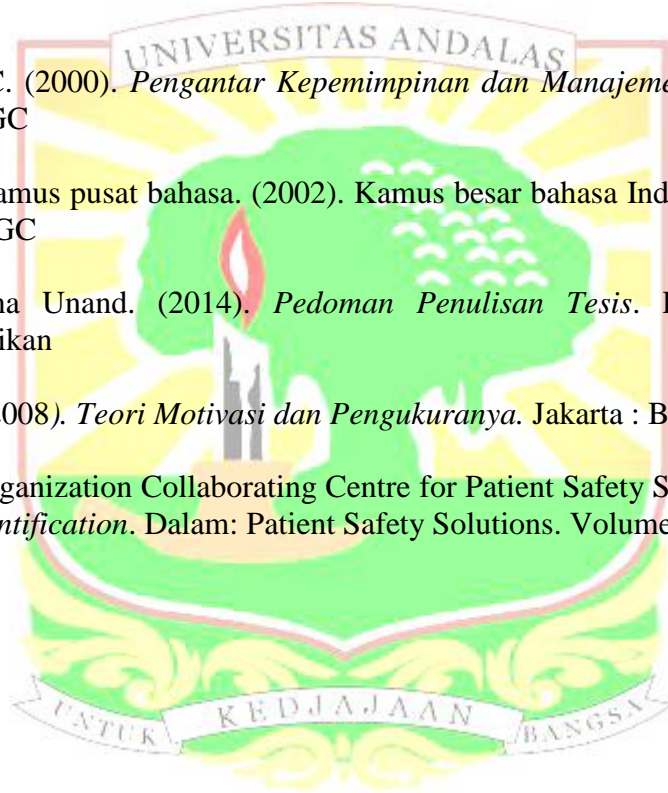 UNIVERSITAS ANDALAS
C. (2000). Pengantar Kepemimpinan dan Manajeme
GC
amus pusat bahasa. (2002). Kamus besar bahasa Ind
GC
na Unand. (2014). Pedoman Penulisan Tesis.
ikan
2008). Teori Motivasi dan Pengukuranya. Jakarta : B
rganization Collaborating Centre for Patient Safety S
ntification. Dalam: Patient Safety Solutions. Volume
UNTUK KEDJAJAAN BANGSA